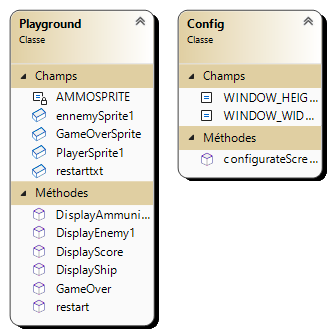 Playground
Classe
Champs
AMMOSPRITE
ennemySprite1
GameOverSprite
PlayerSprite1
restarttxt
Méthodes
DisplayAmmuni...
DisplayEnemy1
DisplayScore
DisplayShip
GameOver
restart
Config
Classe
Champs
WINDOW_HEIG...
WINDOW_WID...
Méthodes
configurateScre...